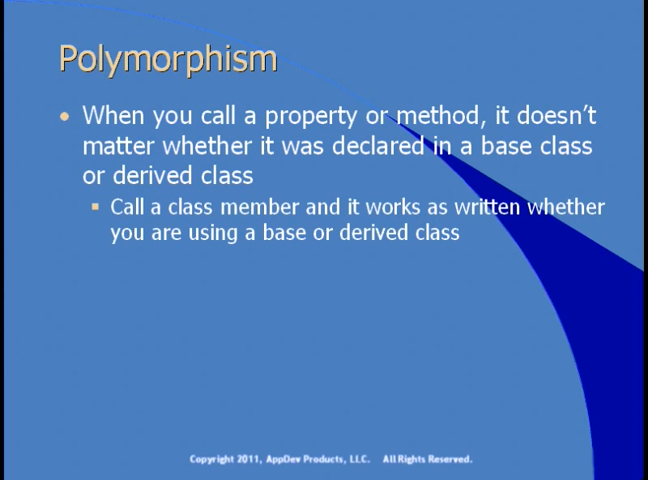 Polymorphism
• When you call a property or method, it doesn't
matter whether it was declared in a base class
or derived class
▪ Call a class member and it works as written whether
you are using a base or derived class
Copyright 2011, AppDev Products, LLC. All Rights Reserved.